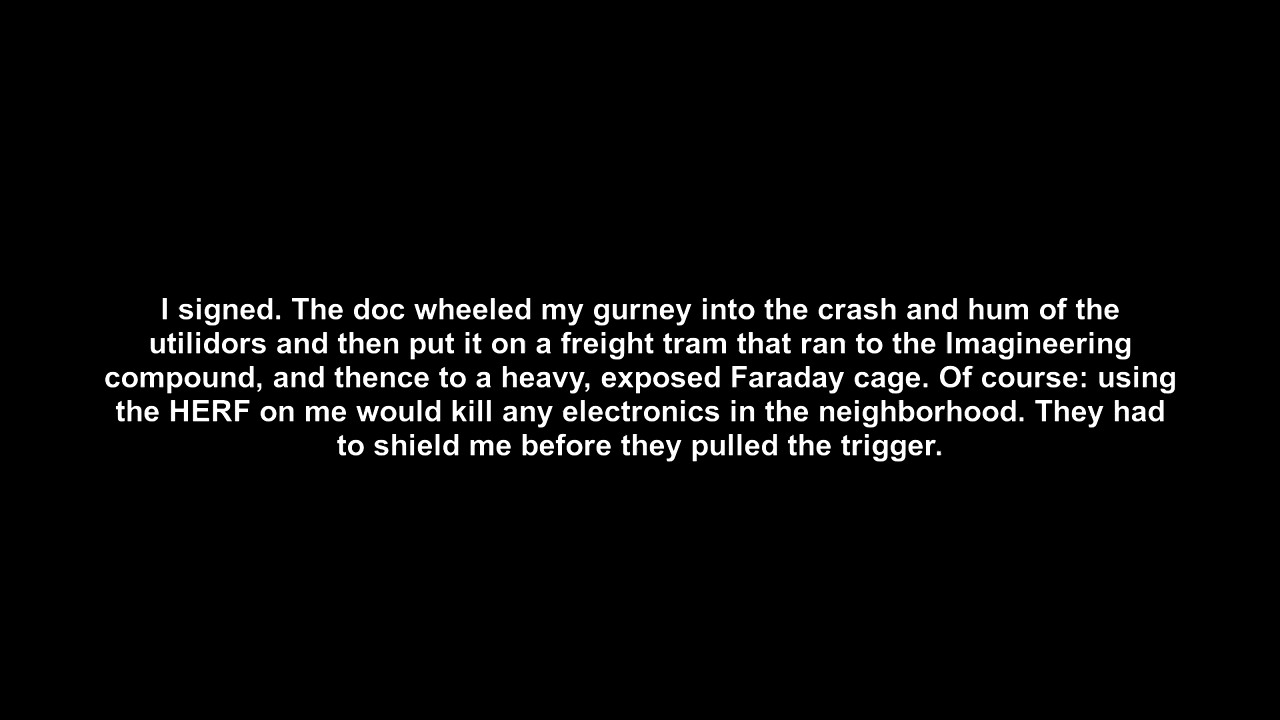 I signed. The doc wheeled my gurney into the crash and hum of the
utilidors and then put it on a freight tram that ran to the Imagineering
compound, and thence to a heavy, exposed Faraday cage. Of course: using
the HERF on me would kill any electronics in the neighborhood. They had
to shield me before they pulled the trigger.